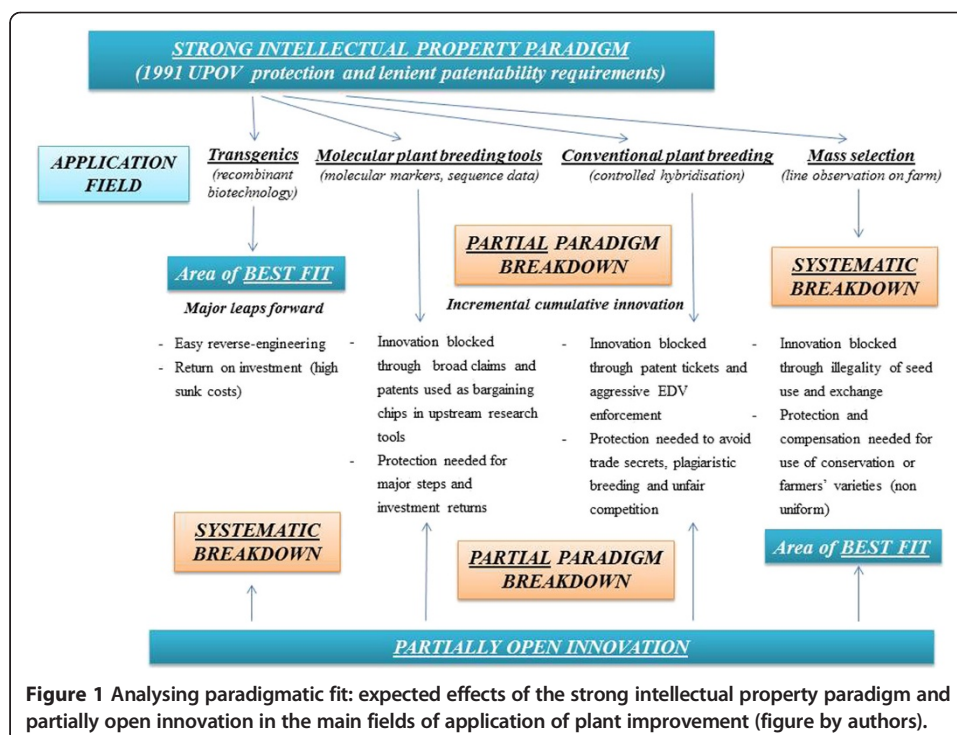 STRONG INTELLECTUAL PROPERTY PARADIGM
(1991 UPOV protection and lenient patentability requirements)
APPLICATION
FIELD
Transgenics
(recombinant
biotechnology)
Molecular plant breeding tools
(molecular markers, sequence data)
Conventional plant breeding
(controlled hybridisation)
Mass selection
(line observation on farm)
PARTIAL PARADIGM
BREAKDOWN
Area of BEST FIT
SYSTEMATIC
BREAKDOWN
Major leaps forward
Incremental cumulative innovation
- Easy reverse-engineering
- Return on investment (high
sunk costs)
- Innovation blocked
through broad claims and
patents used as bargaining
chips in upstream research
tools
- Protection needed for
major steps and
investment returns
- Innovation blocked
through patent tickets and
aggressive EDV
enforcement
- Protection needed to avoid
trade secrets, plagiaristic
breeding and unfair
competition
- Innovation blocked
through illegality of seed
use and exchange
- Protection and
compensation needed for
use of conservation or
farmers' varieties (non
uniform)
SYSTEMATIC
BREAKDOWN
PARTIAL PARADIGM
BREAKDOWN
Area of BEST FIT
PARTIALLY OPEN INNOVATION
Figure 1 Analysing paradigmatic fit: expected effects of the strong intellectual property paradigm and
partially open innovation in the main fields of application of plant improvement (figure by authors).